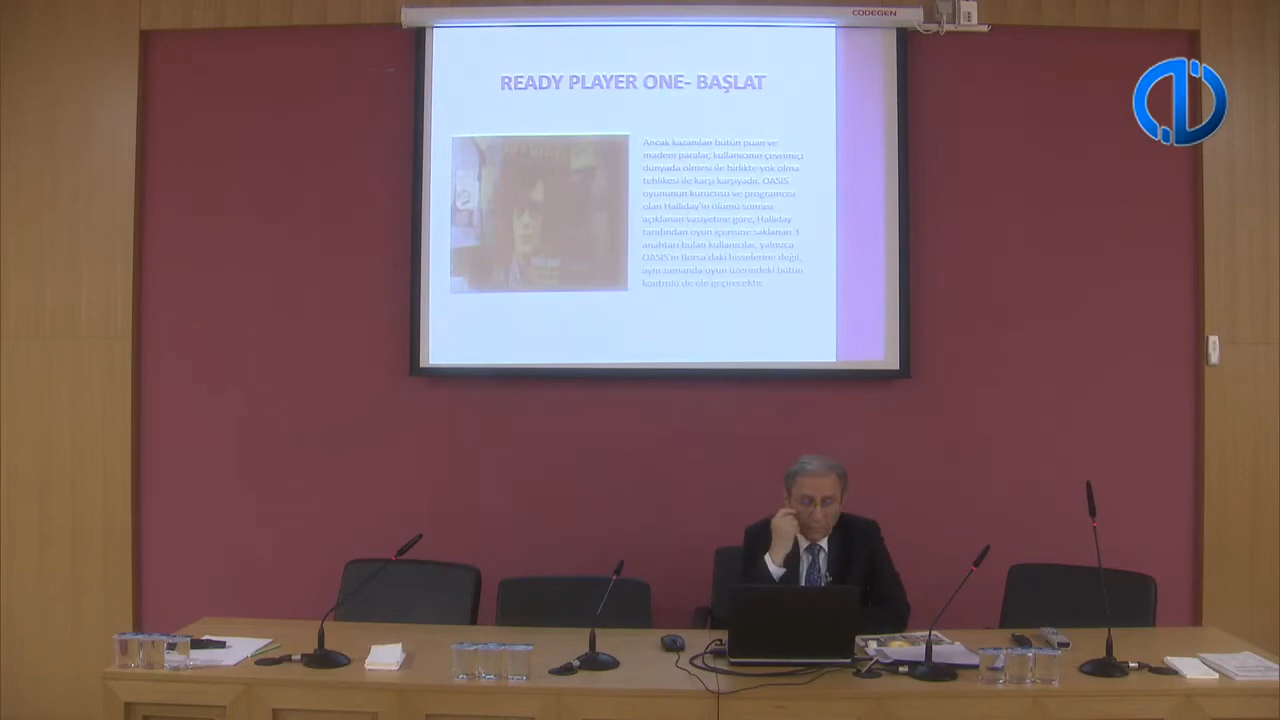 CODEGEN
READY PLAYER ONE- BAŞLAT
Ancak kazanılan bütün puan ve
madeni paralar, kullanıcının çevrimiçi
dünyada ölmesi ile birlikte yok olma
tehlikesi ile karşı karşıyadır. OASIS
oyununun kurucusu ve programcısı
olan Halliday'in ölümü sonrası
açıklanan vasiyetine göre, Halliday
tarafından oyun içerisine saklanan 3
anahtarı bulan kullanıcılar, yalnızca
OASIS'in Borsa'daki hisselerine değil,
aynı zamanda oyun üzerindeki bütün
kontrolü de ele geçirecektir.